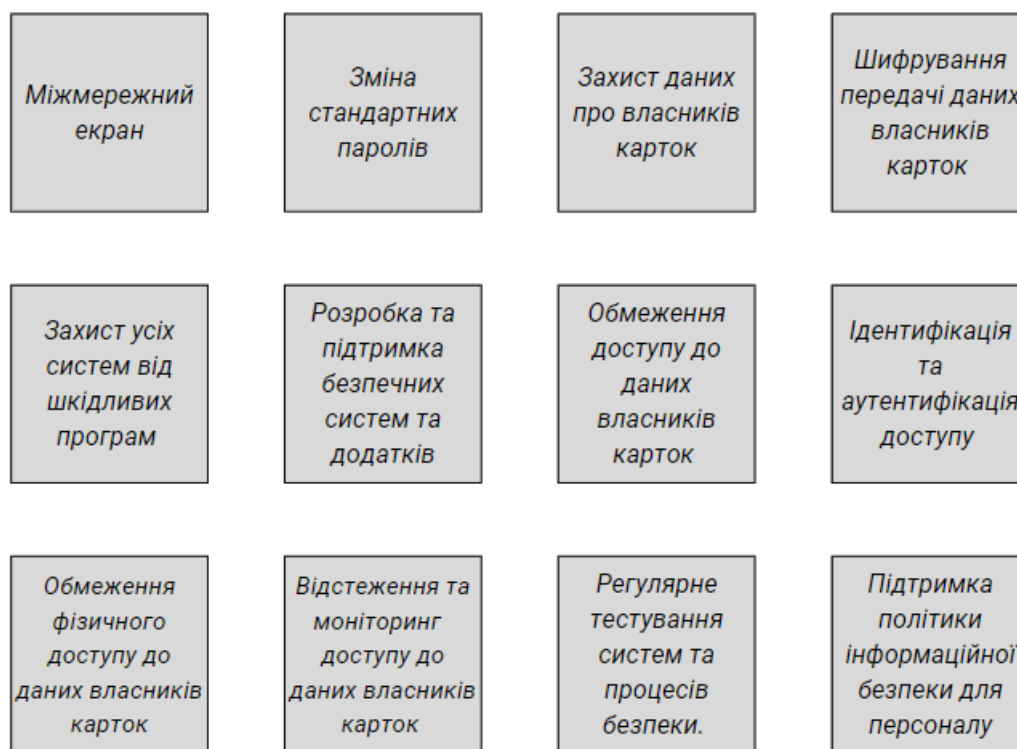 Міжмережний
екран
Зміна
стандартних
паролів
Захист даних
про власників
карток
Шифрування
передачі даних
власників
карток
Захист усіх
систем від
шкідливих
програм
Розробка та
підтримка
безпечних
систем та
додатків
Обмеження
доступу до
даних
власників
карток
Ідентифікація
та
аутентифікація
доступу
Обмеження
фізичного
доступу до
даних власників
карток
Відстеження та
моніторинг
доступу до
даних власників
карток
Регулярне
тестування
систем та
процесів
безпеки.
Підтримка
політики
інформаційної
безпеки для
персоналу